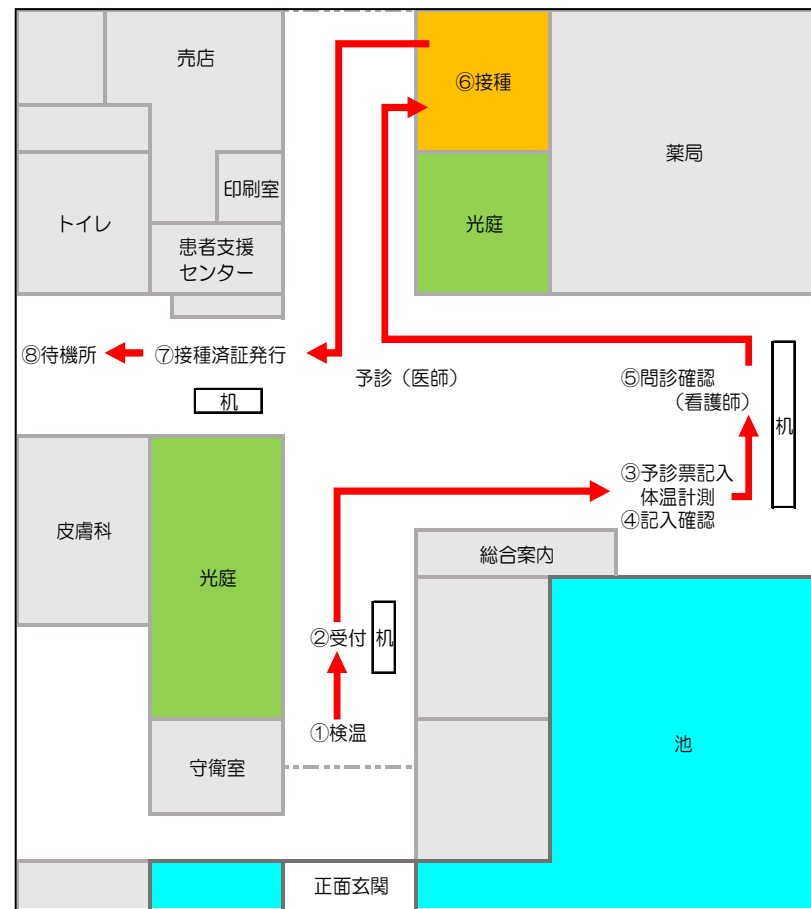 売店
⑥接種
薬局
印刷室
トイレ
光庭
患者支援
センター
⑧待機所
⑦接種済証発行
予診（医師）
⑤問診確認
（看護師）
机
机
③予診票記入
体温計測
④記入確認
皮膚科
光庭
総合案内
②受付
机
①検温
守衛室
池
正面玄関